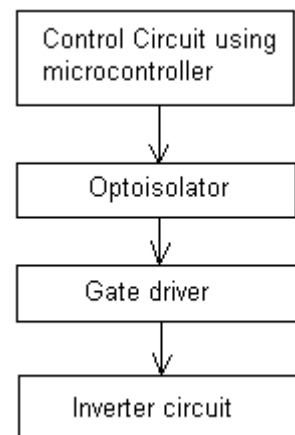 Control Circuit using
microcontroller
Optoisolator
Gate driver
Inverter circuit